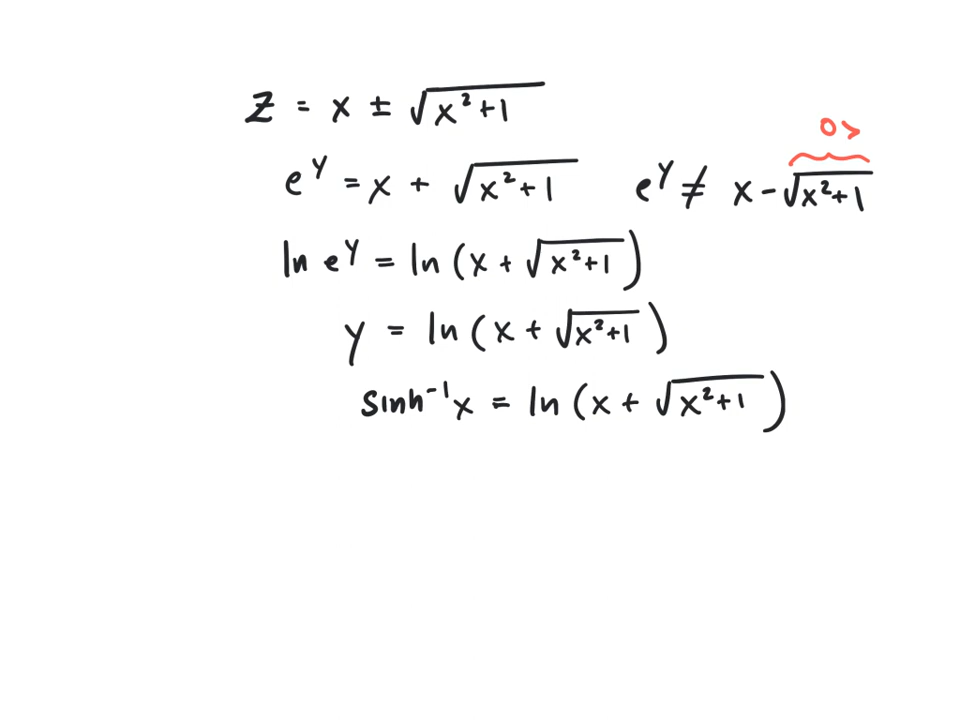 z = x ± √(x²+1)
0>
e^y = x + √(x²+1) e^y ≠ x - √(x²+1)
ln e^y = ln (x + √(x²+1))
y = ln (x + √(x²+1))
sinh⁻¹x = ln (x + √(x²+1))